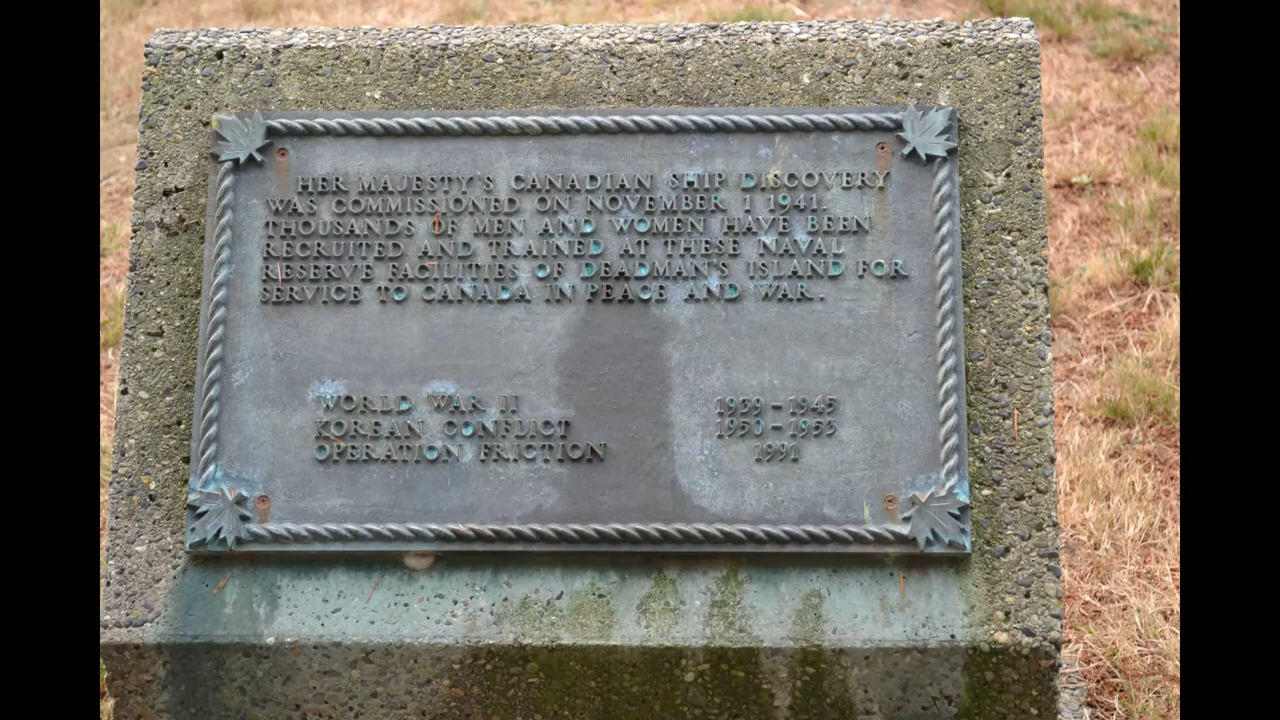 HER MAJESTY'S CANADIAN SHIP DISCOVERY
WAS COMMISSIONED ON NOVEMBER 1 1941.
THOUSANDS OF MEN AND WOMEN HAVE BEEN
RECRUITED AND TRAINED AT THESE NAVAL
RESERVE FACILITIES OF DEADMAN'S ISLAND FOR
SERVICE TO CANADA IN PEACE AND WAR.
WORLD WAR II 1939-1945
KOREAN CONFLICT 1950-1953
OPERATION FRICTION 1991